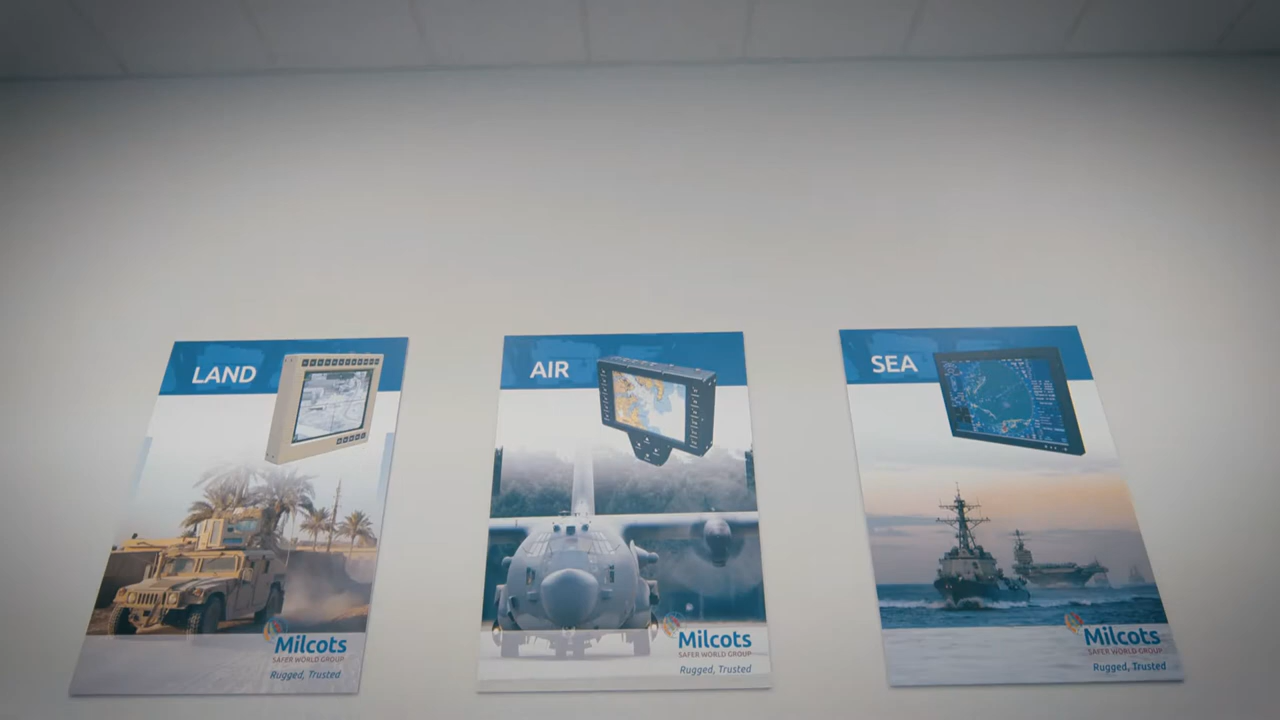 LAND
Milcots
SAFER WORLD GROUP
Rugged, Trusted
AIR
Milcots
SAFER WORLD GROUP
Rugged, Trusted
SEA
Milcots
SAFER WORLD GROUP
Rugged, Trusted